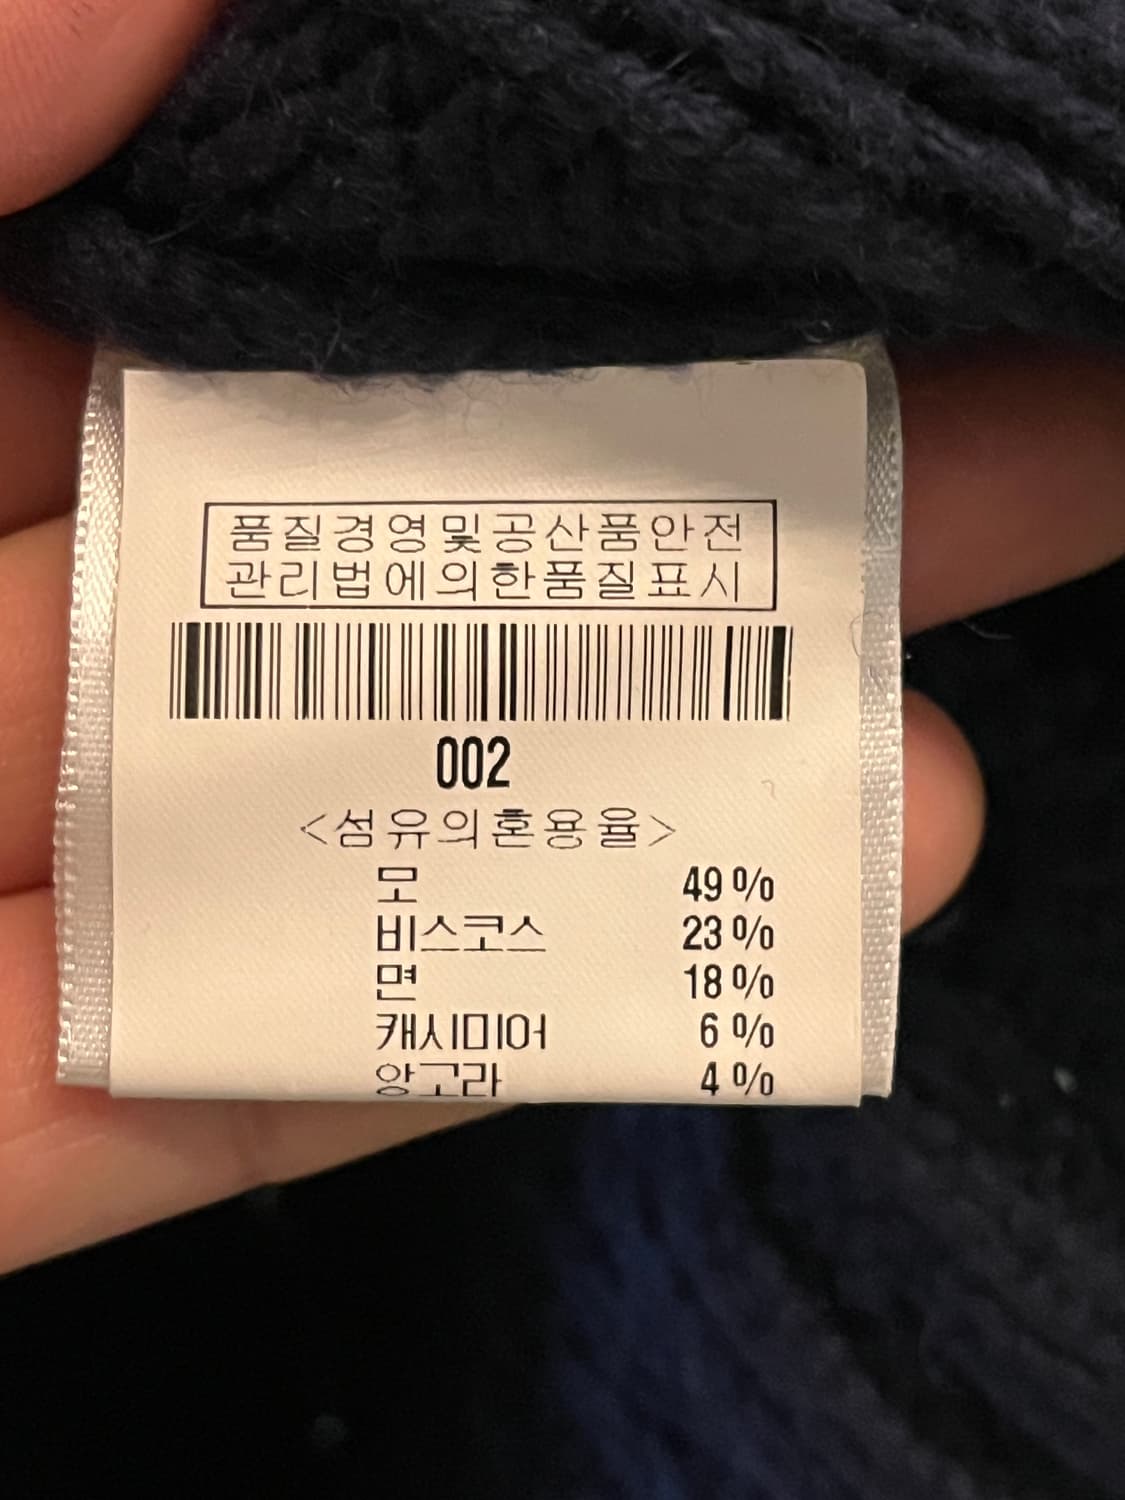 품질경영및공산품안전
관리법에의한품질표시
002
<섬유의혼용율>
모 49%
비스코스 23%
면 18%
캐시미어 6%
앙고라 4%